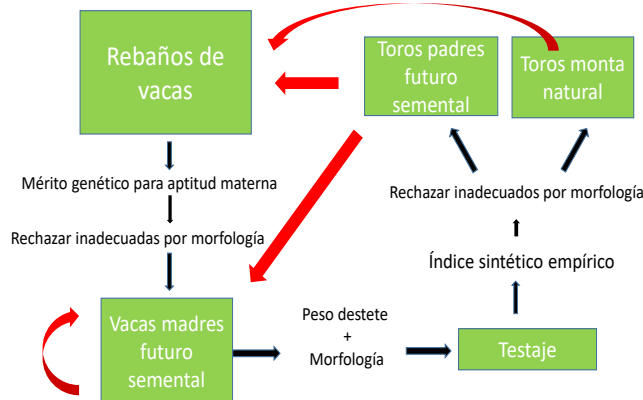 Rebaños de
vacas
Toros padres
futuro
semental
Toros monta
natural
Mérito genético para aptitud materna
Rechazar inadecuadas por morfología
Rechazar inadecuados por morfología
Índice sintético empírico
Vacas madres
futuro
semental
Peso destete
+
Morfología
Testaje